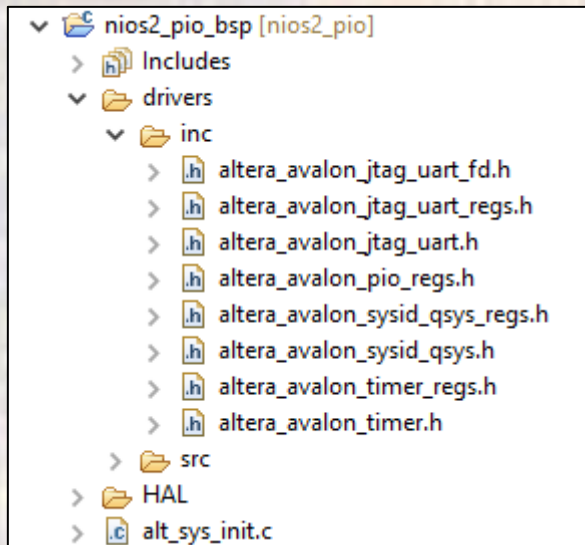 nios2_pio_bsp [nios2_pio]
Includes
drivers
inc
altera_avalon_jtag_uart_fd.h
altera_avalon_jtag_uart_regs.h
altera_avalon_jtag_uart.h
altera_avalon_pio_regs.h
altera_avalon_sysid_qsys_regs.h
altera_avalon_sysid_qsys.h
altera_avalon_timer_regs.h
altera_avalon_timer.h
src
HAL
alt_sys_init.c